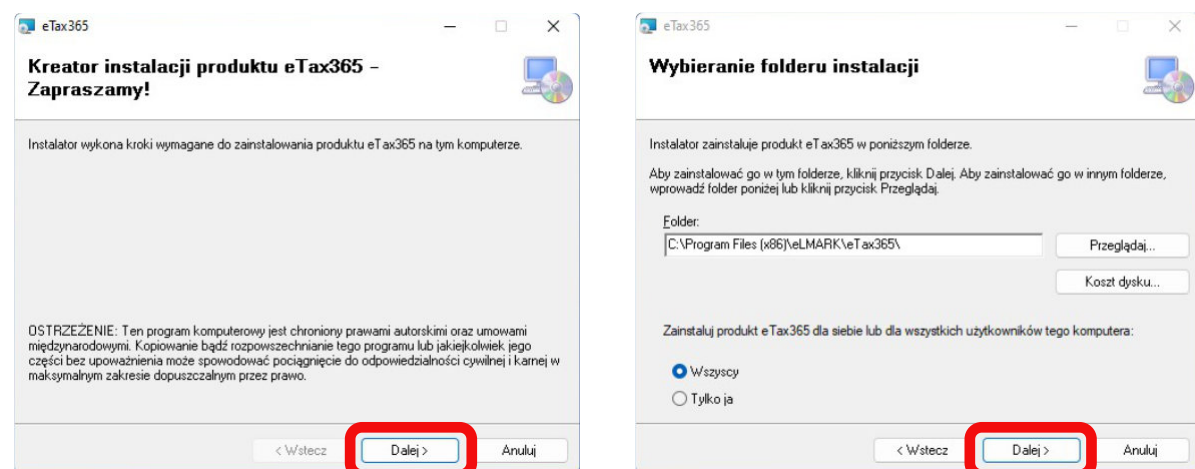 eTax365
Kreator instalacji produktu eTax365 –
Zapraszamy!
Instalator wykona kroki wymagane do zainstalowania produktu eTax365 na tym komputerze.
OSTRZEŻENIE: Ten program komputerowy jest chroniony prawami autorskimi oraz umowami
międzynarodowymi. Kopiowanie bądź rozpowszechnianie tego programu lub jakiejkolwiek jego
części bez upoważnienia może spowodować pociągnięcie do odpowiedzialności cywilnej i karnej w
maksymalnym zakresie dopuszczalnym przez prawo.
< Wstecz Dalej > Anuluj
eTax365
Wybieranie folderu instalacji
Instalator zainstaluje produkt eTax365 w poniższym folderze.
Aby zainstalować go w tym folderze, kliknij przycisk Dalej. Aby zainstalować go w innym folderze,
wprowadź folder poniżej lub kliknij przycisk Przeglądaj.
Folder:
C:\Program Files (x86)\eLMARK\eTax365\
Przeglądaj...
Koszt dysku...
Zainstaluj produkt eTax365 dla siebie lub dla wszystkich użytkowników tego komputera:
Wszyscy
Tylko ja
< Wstecz Dalej > Anuluj